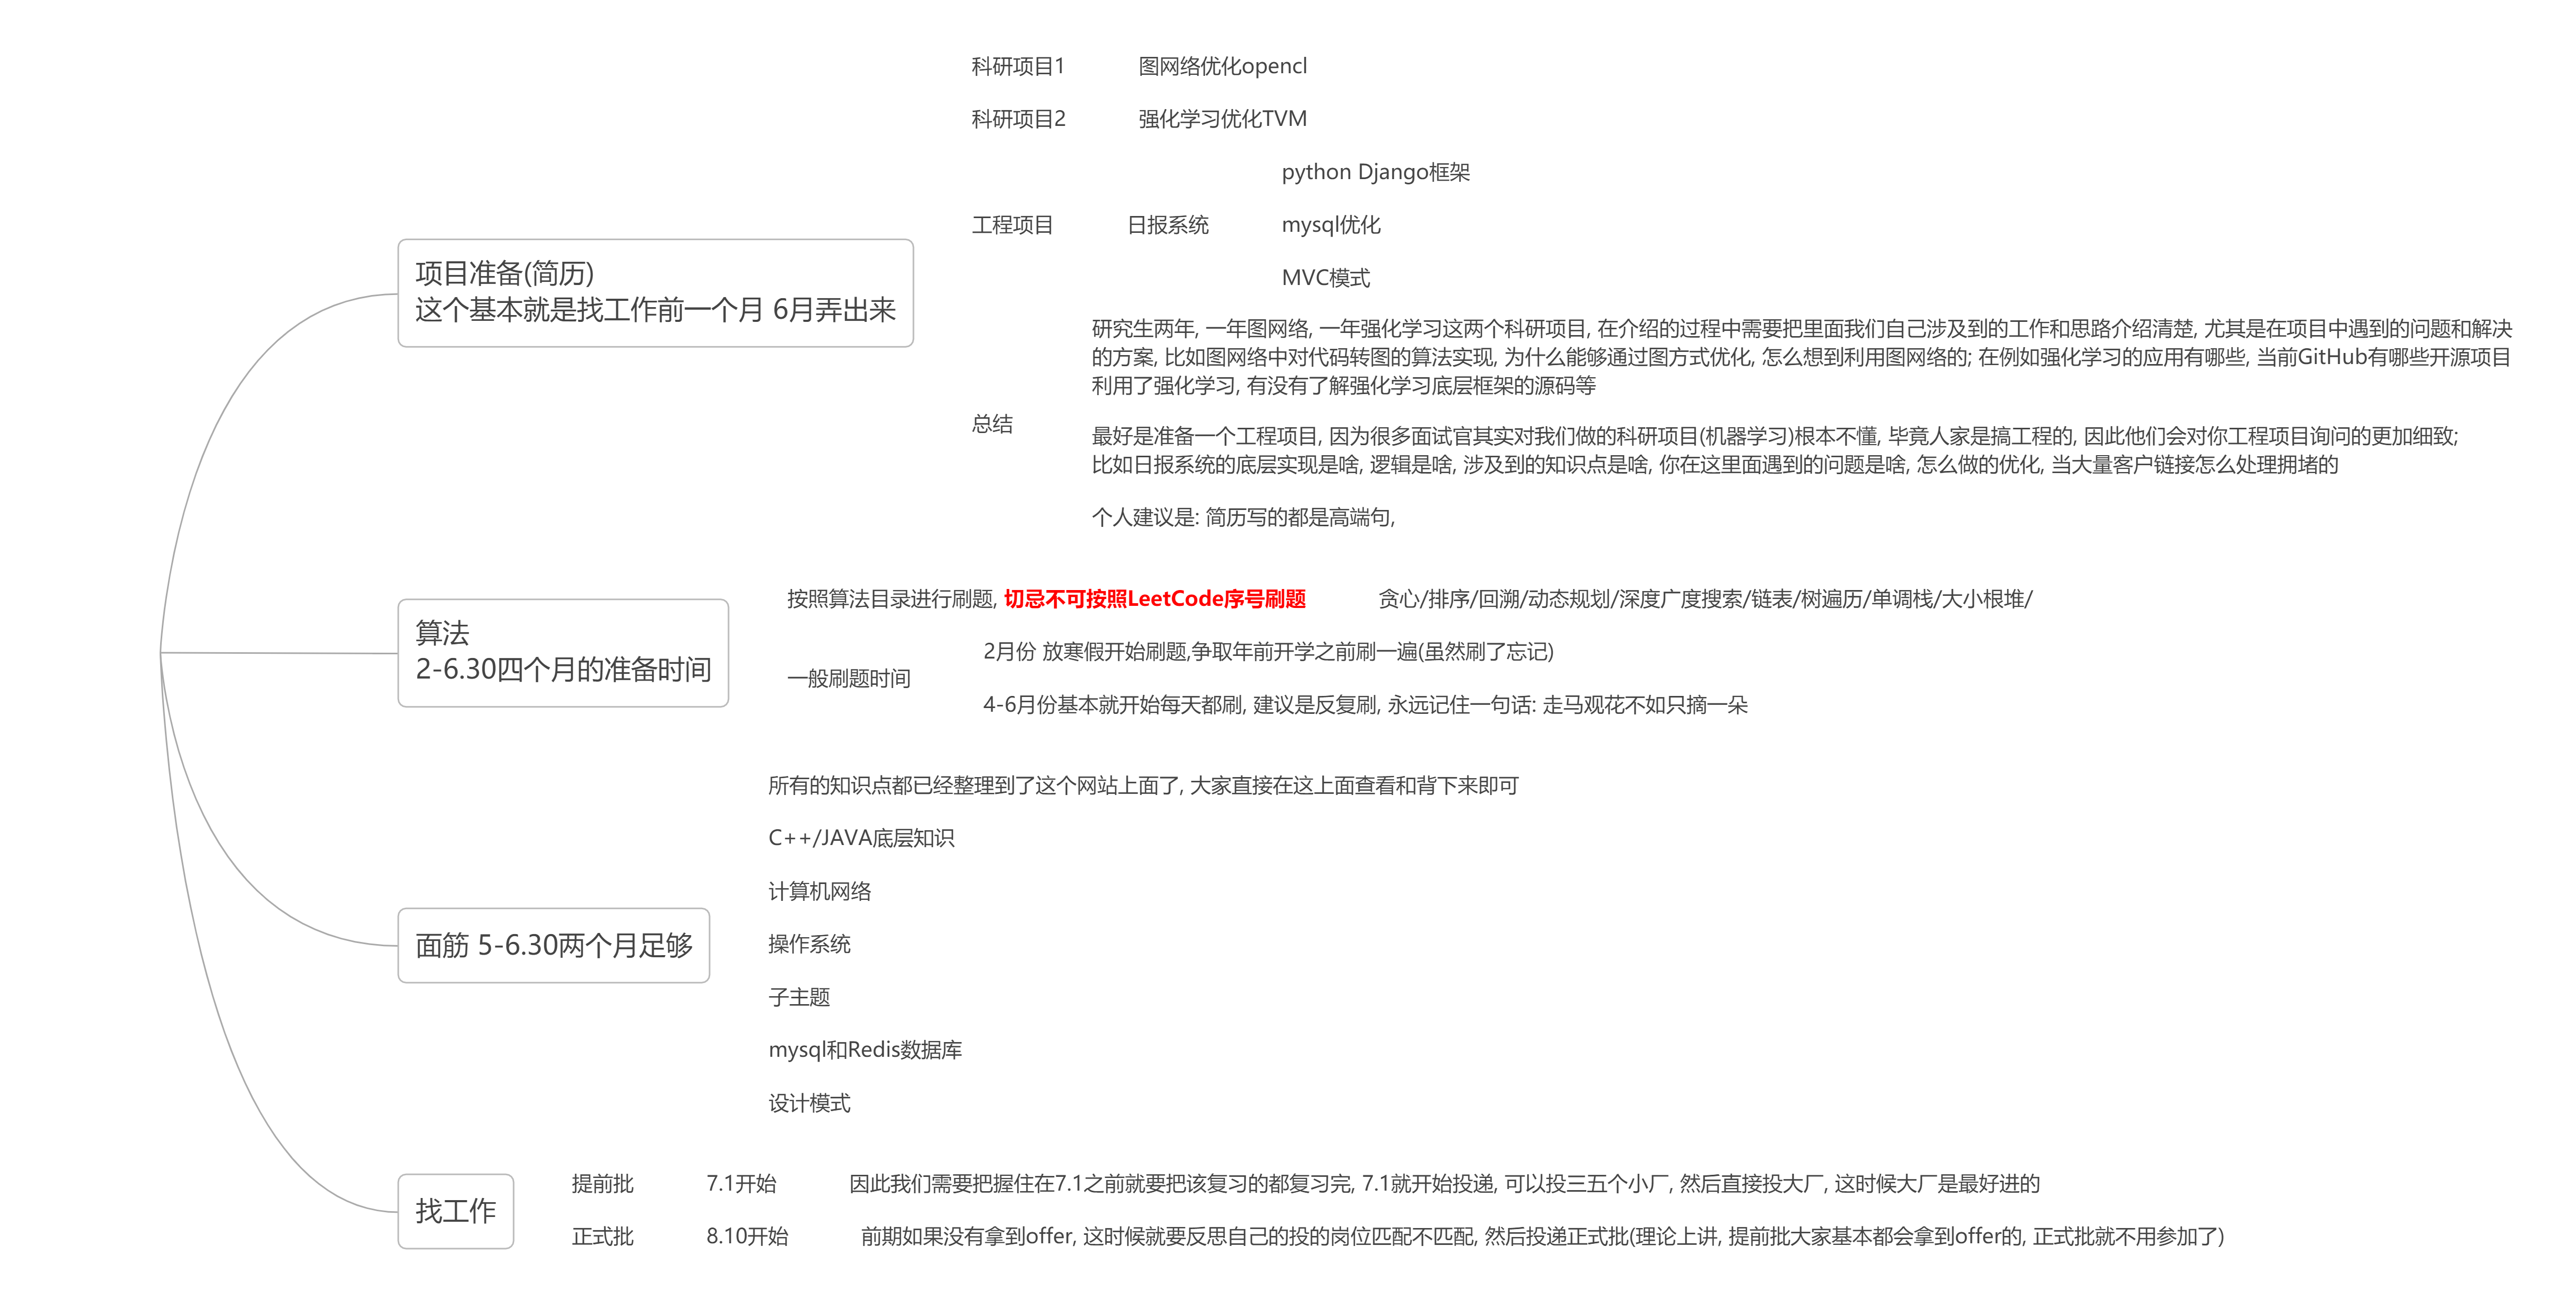 科研项目1
图网络优化opencl
科研项目2
强化学习优化TVM
python Django框架
工程项目
日报系统
mysql优化
MVC模式
项目准备(简历)
这个基本就是找工作前一个月 6月弄出来
研究生两年, 一年图网络, 一年强化学习这两个科研项目, 在介绍的过程中需要把里面我们自己涉及到的工作和思路介绍清楚, 尤其是在项目中遇到的问题和解决
的方案, 比如图网络中对代码转图的算法实现, 为什么能够通过图方式优化, 怎么想到利用图网络的; 在例如强化学习的应用有哪些, 当前GitHub有哪些开源项目
利用了强化学习, 有没有了解强化学习底层框架的源码等
总结
最好是准备一个工程项目, 因为很多面试官其实对我们做的科研项目(机器学习)根本不懂, 毕竟人家是搞工程的, 因此他们会对你工程项目询问的更加细致;
比如日报系统的底层实现是啥, 逻辑是啥, 涉及到的知识点是啥, 你在这里面遇到的问题是啥, 怎么做的优化, 当大量客户链接怎么处理拥堵的
个人建议是: 简历写的都是高端句,
算法
2-6.30四个月的准备时间
按照算法目录进行刷题, 切忌不可按照LeetCode序号刷题
贪心/排序/回溯/动态规划/深度广度搜索/链表/树遍历/单调栈/大小根堆/
一般刷题时间
2月份 放寒假开始刷题,争取年前开学之前刷一遍(虽然刷了忘记)
4-6月份基本就开始每天都刷, 建议是反复刷, 永远记住一句话: 走马观花不如只摘一朵
面筋 5-6.30两个月足够
所有的知识点都已经整理到了这个网站上面了, 大家直接在这上面查看和背下来即可
C++/JAVA底层知识
计算机网络
操作系统
子主题
mysql和Redis数据库
设计模式
找工作
提前批
7.1开始
因此我们需要把握住在7.1之前就要把该复习的都复习完, 7.1就开始投递, 可以投三五个小厂, 然后直接投大厂, 这时候大厂是最好进的
正式批
8.10开始
前期如果没有拿到offer, 这时候就要反思自己的投的岗位匹配不匹配, 然后投递正式批(理论上讲, 提前批大家基本都会拿到offer的, 正式批就不用参加了)